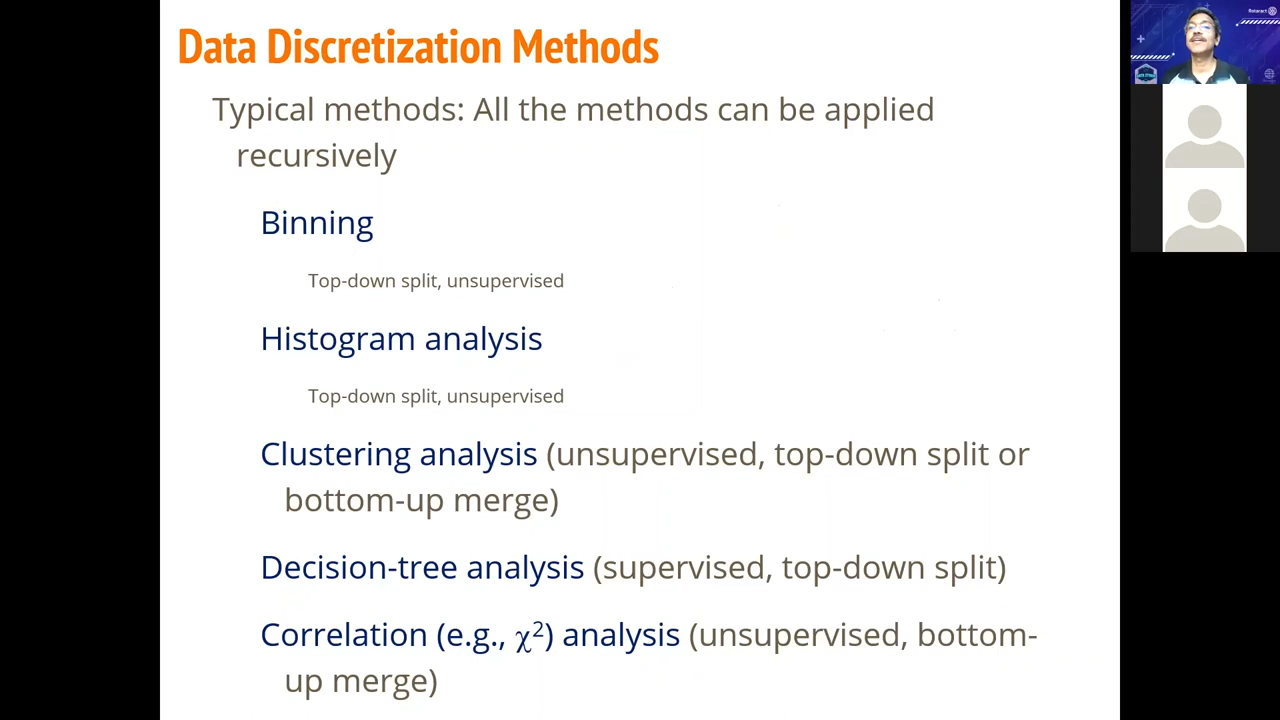 Data Discretization Methods
Typical methods: All the methods can be applied
recursively
Binning
Top-down split, unsupervised
Histogram analysis
Top-down split, unsupervised
Clustering analysis (unsupervised, top-down split or
bottom-up merge)
Decision-tree analysis (supervised, top-down split)
Correlation (e.g., χ²) analysis (unsupervised, bottom-
up merge)
Rotaract